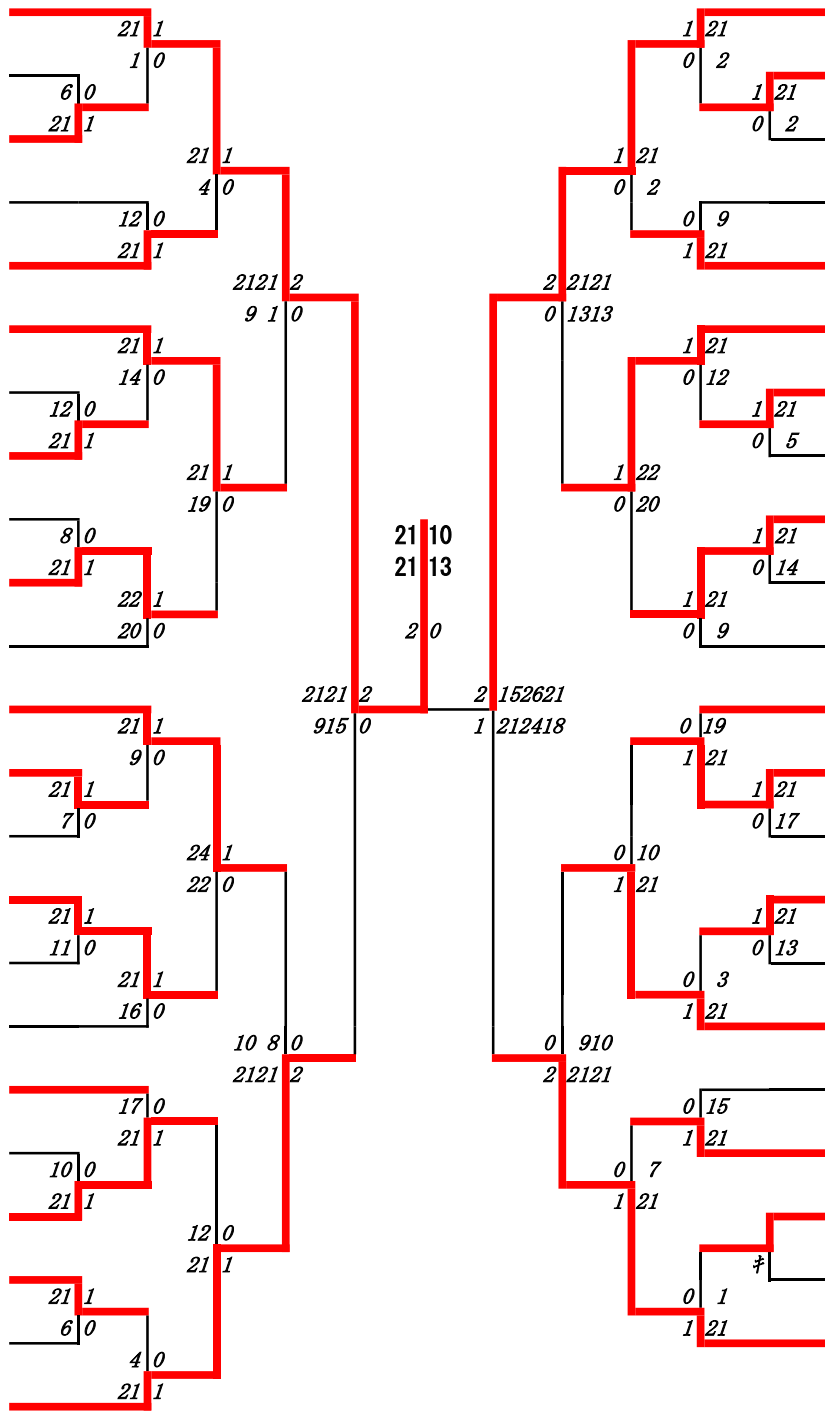 21 1 1 21
1 0 0 2
6 0 1 21
21 1 0 2
21 1 1 21
4 0 0 2
12 0 0 9
21 1 1 21
2121 2 2 2121
9 1 0 0 1313
21 1 1 21
14 0 0 12
12 0 1 21
21 1 0 5
21 1 1 22
19 0 0 20
8 0 21 10 1 21
21 1 21 13 0 14
22 1 1 21
20 0 2 0 0 9
2121 2 2 152621
915 0 1 212418
21 1 0 19
9 0 1 21
21 1 1 21
7 0 0 17
24 1 0 10
22 0 1 21
21 1 1 21
11 0 0 13
21 1 0 3
16 0 1 21
10 8 0 0 910
2121 2 2 2121
17 0 0 15
21 1 1 21
10 0 0 7
21 1 1 21
12 0
21 1 ｷ
21 1 0 1
6 0 1 21
4 0
21 1